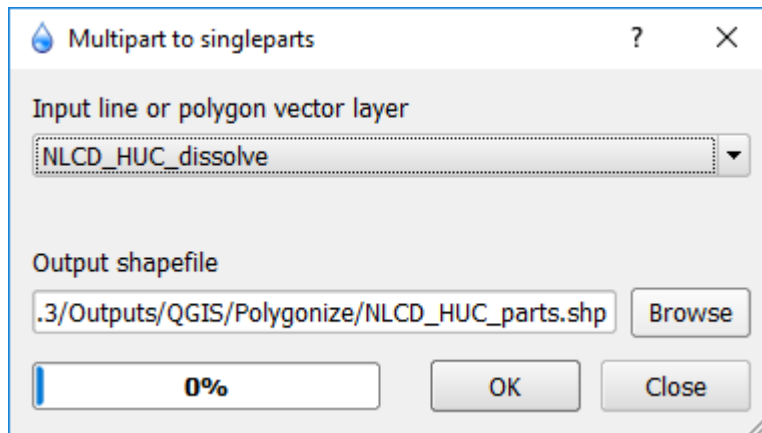 Multipart to singleparts
?
Input line or polygon vector layer
NLCD_HUC_dissolve
Output shapefile
.3/Outputs/QGIS/Polygonize/NLCD_HUC_parts.shp Browse
0% OK Close